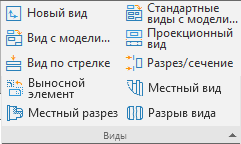 Новый вид
Стандартные
виды с модели...
Вид с модели...
Проекционный
вид
Вид по стрелке
Разрез/сечение
Выносной
элемент
Местный вид
Местный разрез
Разрыв вида
Виды